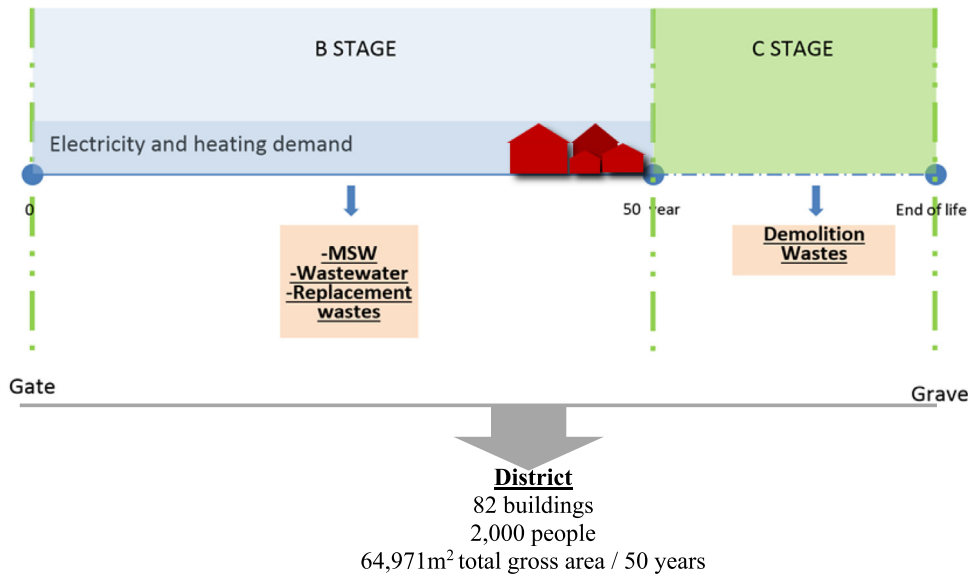 B STAGE
C STAGE
Electricity and heating demand
0
50 year
End of life
-MSW
-Wastewater
-Replacement
wastes
Demolition
Wastes
Gate
Grave
District
82 buildings
2,000 people
64,971m² total gross area / 50 years